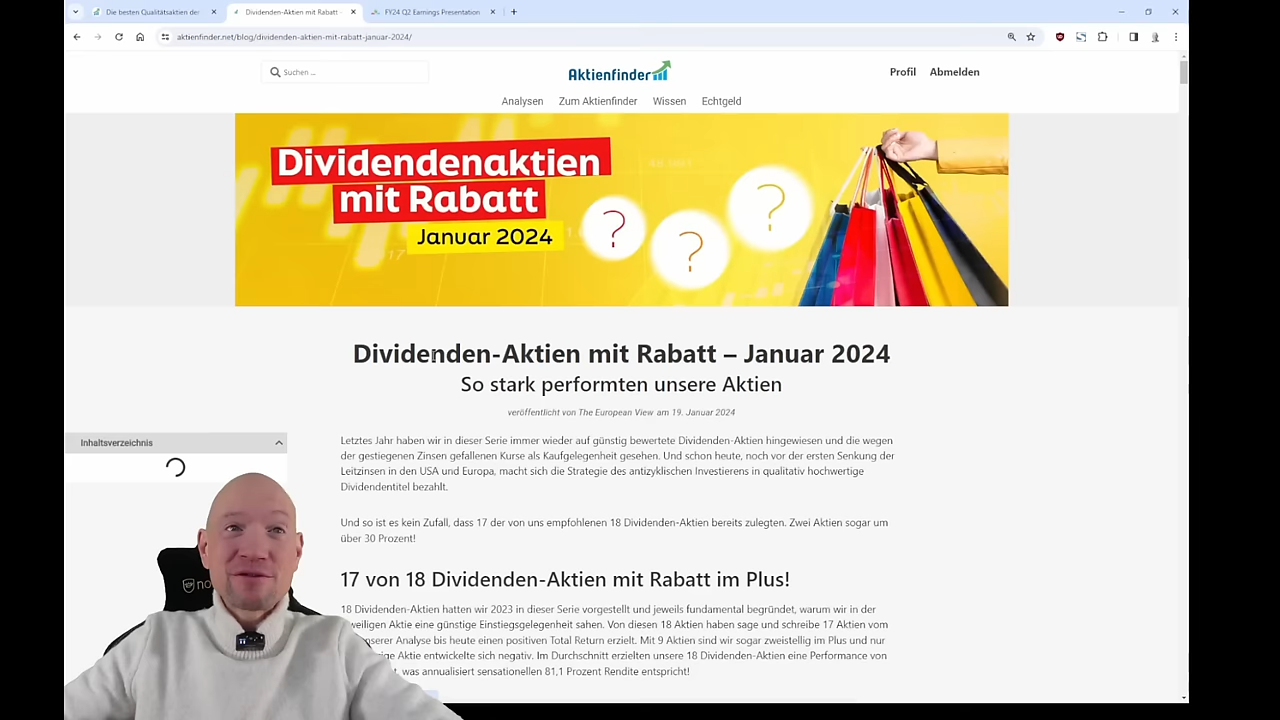 Die besten Qualitätsaktien der
Dividenden-Aktien mit Rabatt
FY24 Q2 Earnings Presentation
aktienfinder.net/blog/dividenden-aktien-mit-rabatt-januar-2024/
Suchen ...
Aktienfinder
Profil
Abmelden
Analysen
Zum Aktienfinder
Wissen
Echtgeld
Dividendenaktien
mit Rabatt
Januar 2024
Dividenden-Aktien mit Rabatt – Januar 2024
So stark performten unsere Aktien
veröffentlicht von The European View am 19. Januar 2024
Inhaltsverzeichnis
Letztes Jahr haben wir in dieser Serie immer wieder auf günstig bewertete Dividenden-Aktien hingewiesen und die wegen
der gestiegenen Zinsen gefallenen Kurse als Kaufgelegenheit gesehen. Und schon heute, noch vor der ersten Senkung der
Leitzinsen in den USA und Europa, macht sich die Strategie des antizyklischen Investierens in qualitativ hochwertige
Dividendentitel bezahlt.
Und so ist es kein Zufall, dass 17 der von uns empfohlenen 18 Dividenden-Aktien bereits zulegten. Zwei Aktien sogar um
über 30 Prozent!
17 von 18 Dividenden-Aktien mit Rabatt im Plus!
18 Dividenden-Aktien hatten wir 2023 in dieser Serie vorgestellt und jeweils fundamental begründet, warum wir in der
weiligen Aktie eine günstige Einstiegsgelegenheit sahen. Von diesen 18 Aktien haben sage und schreibe 17 Aktien vom
unserer Analyse bis heute einen positiven Total Return erzielt. Mit 9 Aktien sind wir sogar zweistellig im Plus und nur
ige Aktie entwickelte sich negativ. Im Durchschnitt erzielten unsere 18 Dividenden-Aktien eine Performance von
t, was annualisiert sensationellen 81,1 Prozent Rendite entspricht!
no